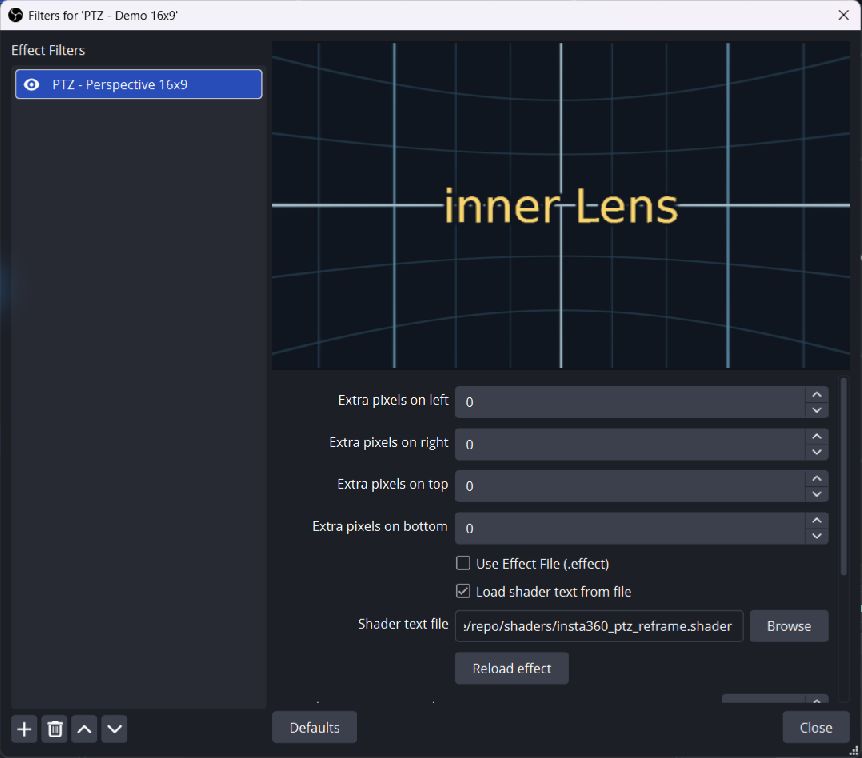 Filters for 'PTZ - Demo 16x9'
Effect Filters
PTZ - Perspective 16x9
inner Lens
Extra pixels on left
0
Extra pixels on right
0
Extra pixels on top
0
Extra pixels on bottom
0
Use Effect File (.effect)
Load shader text from file
Shader text file
/repo/shaders/insta360_ptz_reframe.shader
Browse
Reload effect
Defaults
Close